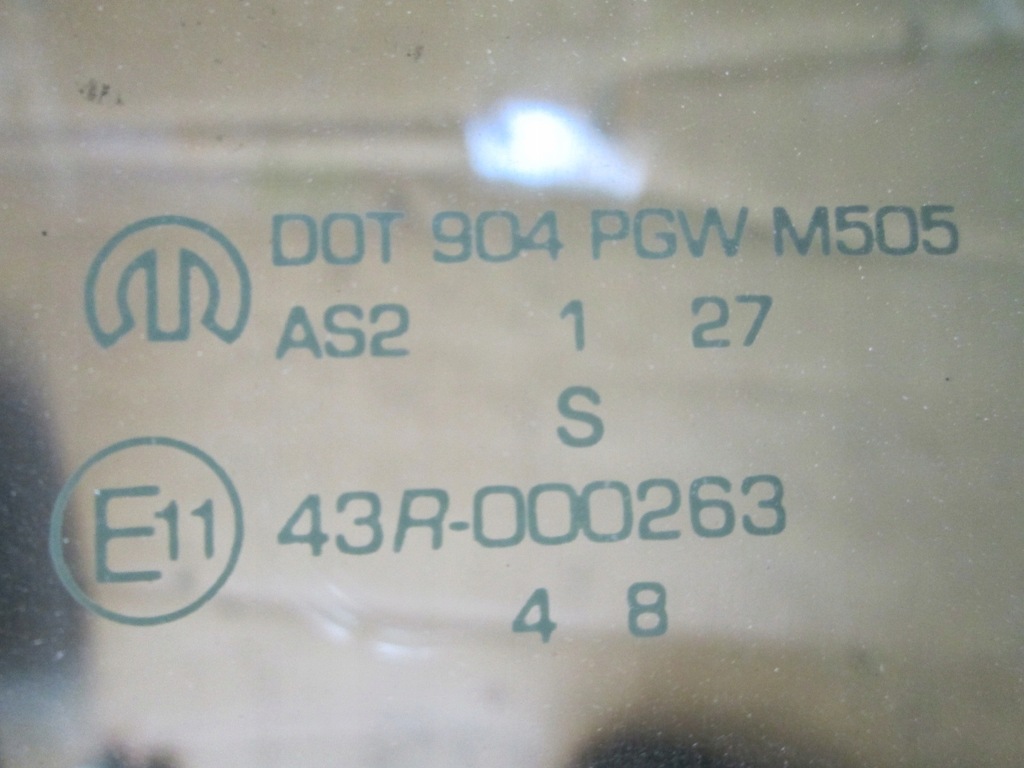 DOT 904 PGW M505
AS2 1 27
S
E11 43R-000263
4 8